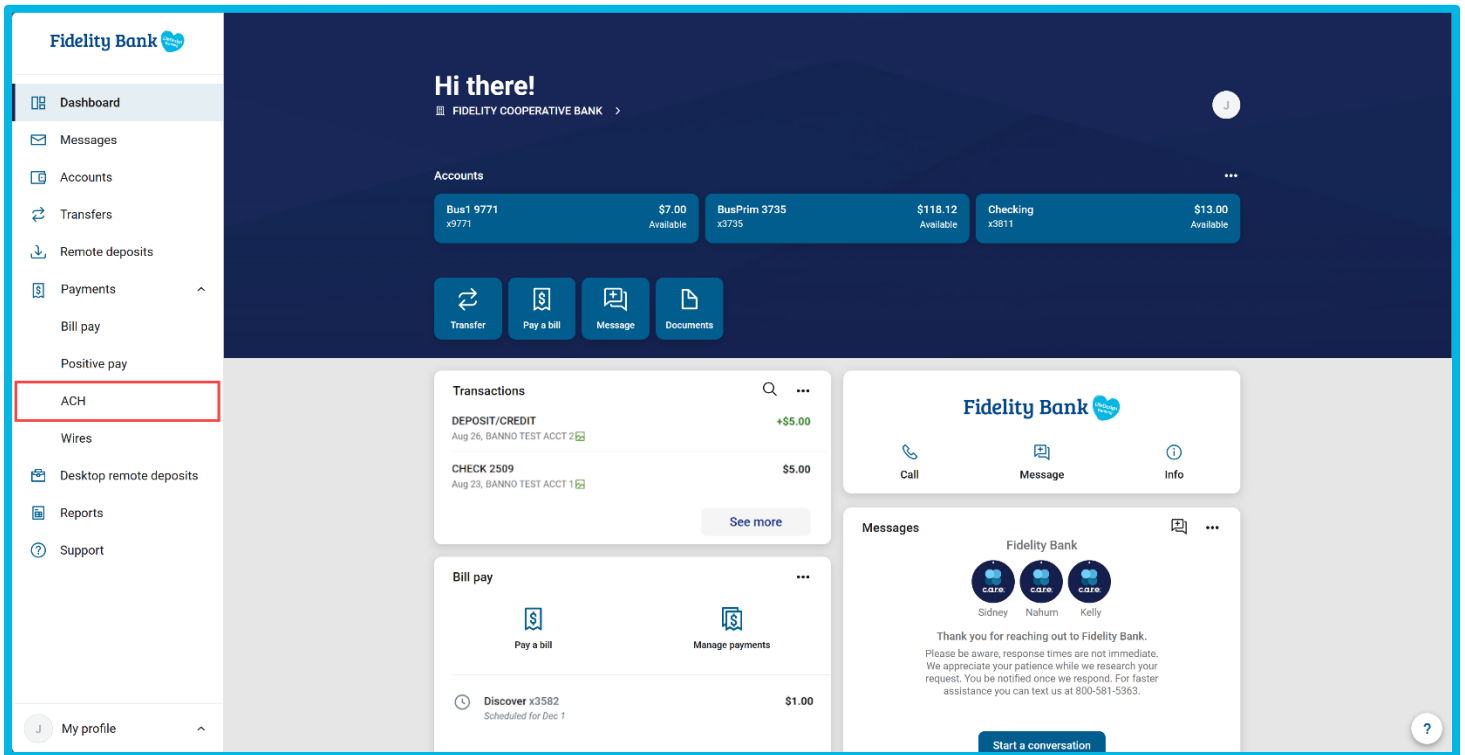 Fidelity Bank
Dashboard
Messages
Accounts
Transfers
Remote deposits
Payments
Bill pay
Positive pay
ACH
Wires
Desktop remote deposits
Reports
Support
J
My profile
Hi there!
FIDELITY COOPERATIVE BANK
J
Accounts
Bus1 9771 $7.00
x9771 Available
BusPrim 3735 $118.12
x3735 Available
Checking $13.00
x3811 Available
Transfer
Pay a bill
Message
Documents
Transactions
DEPOSIT/CREDIT +$5.00
Aug 26, BANNO TEST ACCT 2
CHECK 2509 $5.00
Aug 23, BANNO TEST ACCT 1
See more
Bill pay
Pay a bill
Manage payments
Discover x3582 $1.00
Scheduled for Dec 1
Fidelity Bank
Call
Message
Info
Messages
Fidelity Bank
c.a.r.e. c.a.r.e. c.a.r.e.
Sidney Nahum Kelly
Thank you for reaching out to Fidelity Bank.
Please be aware, response times are not immediate.
We appreciate your patience while we research your
request. You be notified once we respond. For faster
assistance you can text us at 800-581-5363.
Start a conversation
?